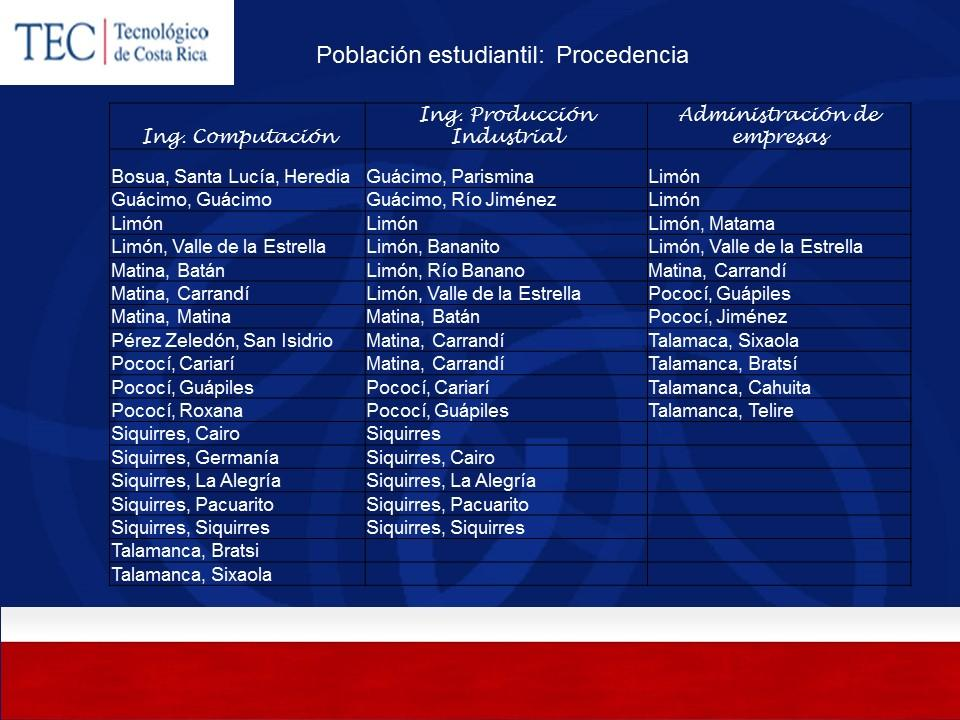 TEC | Tecnológico
de Costa Rica
Población estudiantil: Procedencia
Ing. Computación
Ing. Producción
Industrial
Administración de
empresas
Bosua, Santa Lucía, Heredia Guácimo, Parismina Limón
Guácimo, Guácimo Guácimo, Río Jiménez Limón
Limón Limón Limón, Matama
Limón, Valle de la Estrella Limón, Bananito Limón, Valle de la Estrella
Matina, Batán Limón, Río Banano Matina, Carrandí
Matina, Carrandí Limón, Valle de la Estrella Pococí, Guápiles
Matina, Matina Matina, Batán Pococí, Jiménez
Pérez Zeledón, San Isidrio Matina, Carrandí Talamaca, Sixaola
Pococí, Cariarí Matina, Carrandí Talamanca, Bratsí
Pococí, Guápiles Pococí, Cariarí Talamanca, Cahuita
Pococí, Roxana Pococí, Guápiles Talamanca, Telire
Siquirres, Cairo Siquirres
Siquirres, Germanía Siquirres, Cairo
Siquirres, La Alegría Siquirres, La Alegría
Siquirres, Pacuarito Siquirres, Pacuarito
Siquirres, Siquirres Siquirres, Siquirres
Talamanca, Bratsi
Talamanca, Sixaola